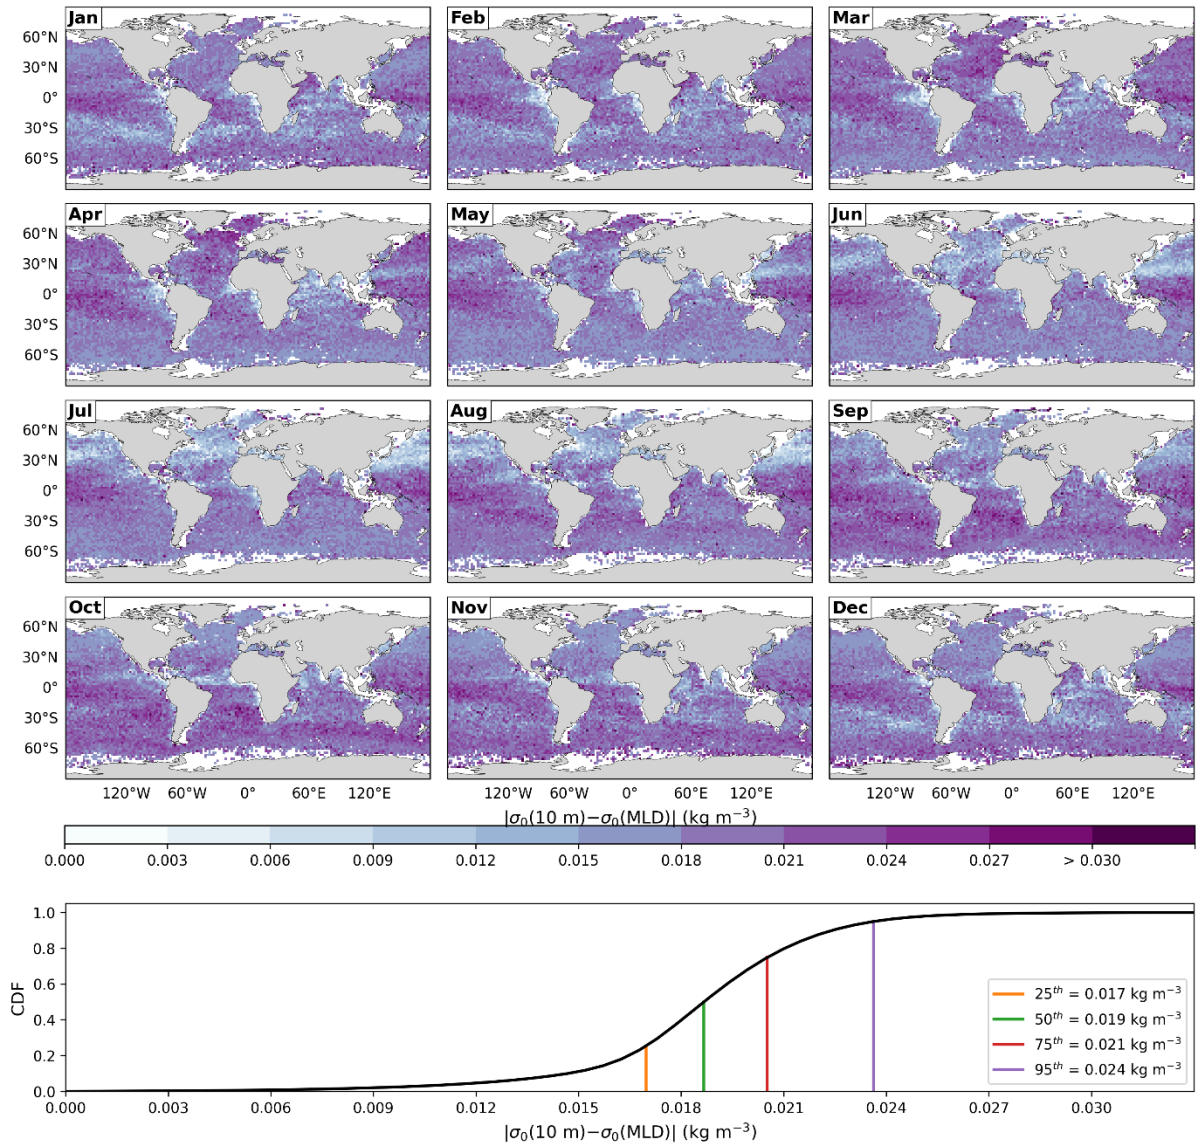 Jan Feb Mar
60°N
30°N
0°
30°S
60°S
Apr May Jun
60°N
30°N
0°
30°S
60°S
Jul Aug Sep
60°N
30°N
0°
30°S
60°S
Oct Nov Dec
60°N
30°N
0°
30°S
60°S
120°W 60°W 0° 60°E 120°E 120°W 60°W 0° 60°E 120°E 120°W 60°W 0° 60°E 120°E
|σ₀(10 m)−σ₀(MLD)| (kg m⁻³)
0.000 0.003 0.006 0.009 0.012 0.015 0.018 0.021 0.024 0.027 > 0.030
CDF
1.0
0.8
0.6
0.4
0.2
0.0
25ᵗʰ = 0.017 kg m⁻³
50ᵗʰ = 0.019 kg m⁻³
75ᵗʰ = 0.021 kg m⁻³
95ᵗʰ = 0.024 kg m⁻³
0.000 0.003 0.006 0.009 0.012 0.015 0.018 0.021 0.024 0.027 0.030
|σ₀(10 m)−σ₀(MLD)| (kg m⁻³)